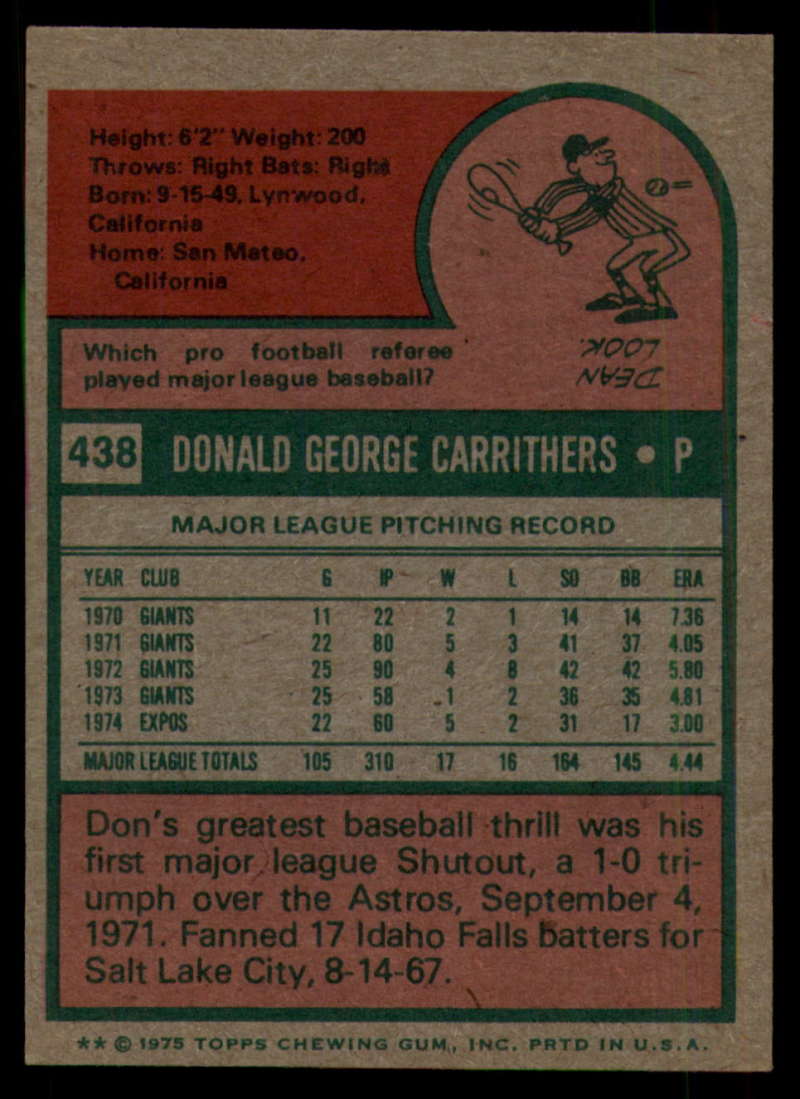 Height: 6'2" Weight: 200
Throws: Right Bats: Right
Born: 9-15-49, Lynwood,
California
Home: San Mateo,
California
Which pro football referee
played major league baseball?
DEAN
LOOK.
438 DONALD GEORGE CARRITHERS • P
MAJOR LEAGUE PITCHING RECORD
YEAR CLUB G IP W L SO BB ERA
1970 GIANTS 11 22 2 1 14 14 7.36
1971 GIANTS 22 80 5 3 41 37 4.05
1972 GIANTS 25 90 4 8 42 42 5.80
1973 GIANTS 25 58 1 2 36 35 4.81
1974 EXPOS 22 60 5 2 31 17 3.00
MAJOR LEAGUE TOTALS 105 310 17 16 164 145 4.44
Don's greatest baseball thrill was his
first major league Shutout, a 1-0 tri-
umph over the Astros, September 4,
1971. Fanned 17 Idaho Falls batters for
Salt Lake City, 8-14-67.
** © 1975 TOPPS CHEWING GUM, INC. PRTD IN U.S.A.